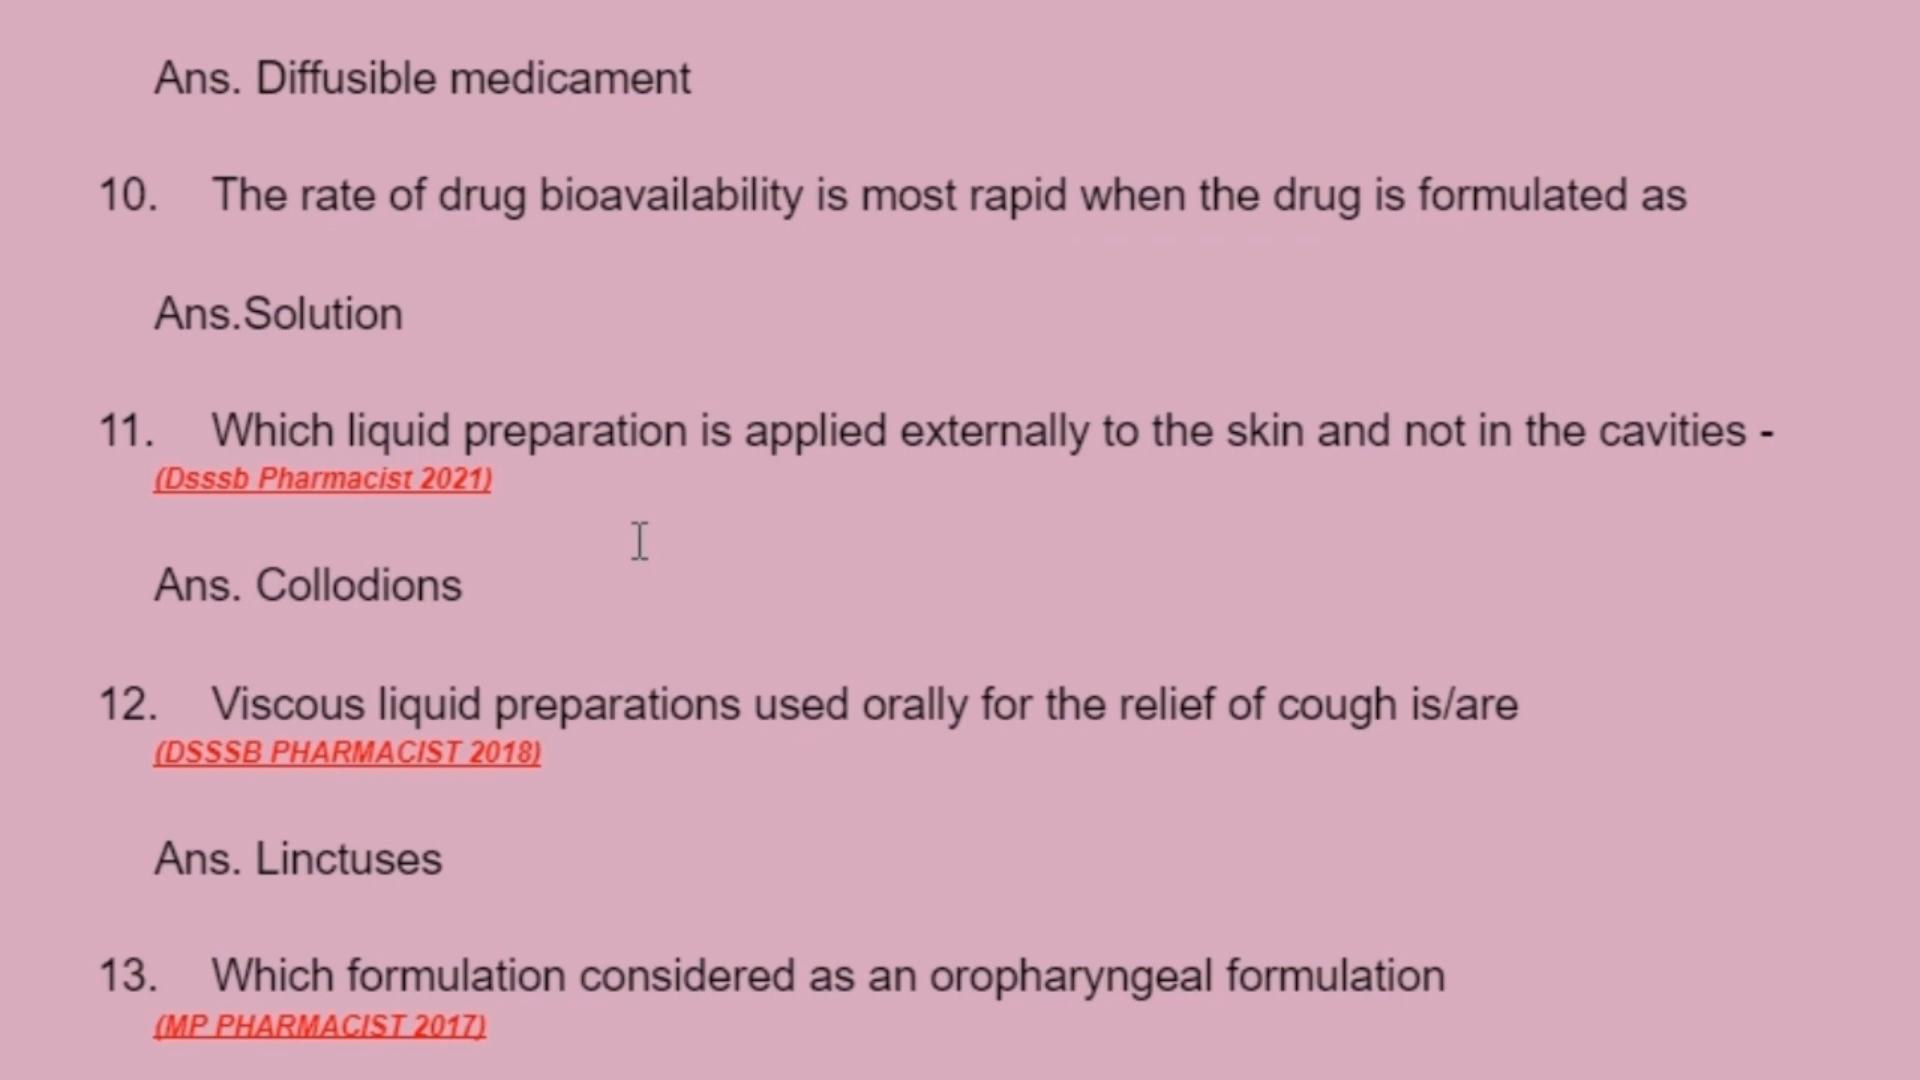 Ans. Diffusible medicament
10. The rate of drug bioavailability is most rapid when the drug is formulated as
Ans.Solution
11. Which liquid preparation is applied externally to the skin and not in the cavities -
(Dsssb Pharmacist 2021)
Ans. Collodions
12. Viscous liquid preparations used orally for the relief of cough is/are
(DSSSB PHARMACIST 2018)
Ans. Linctuses
13. Which formulation considered as an oropharyngeal formulation
(MP PHARMACIST 2017)